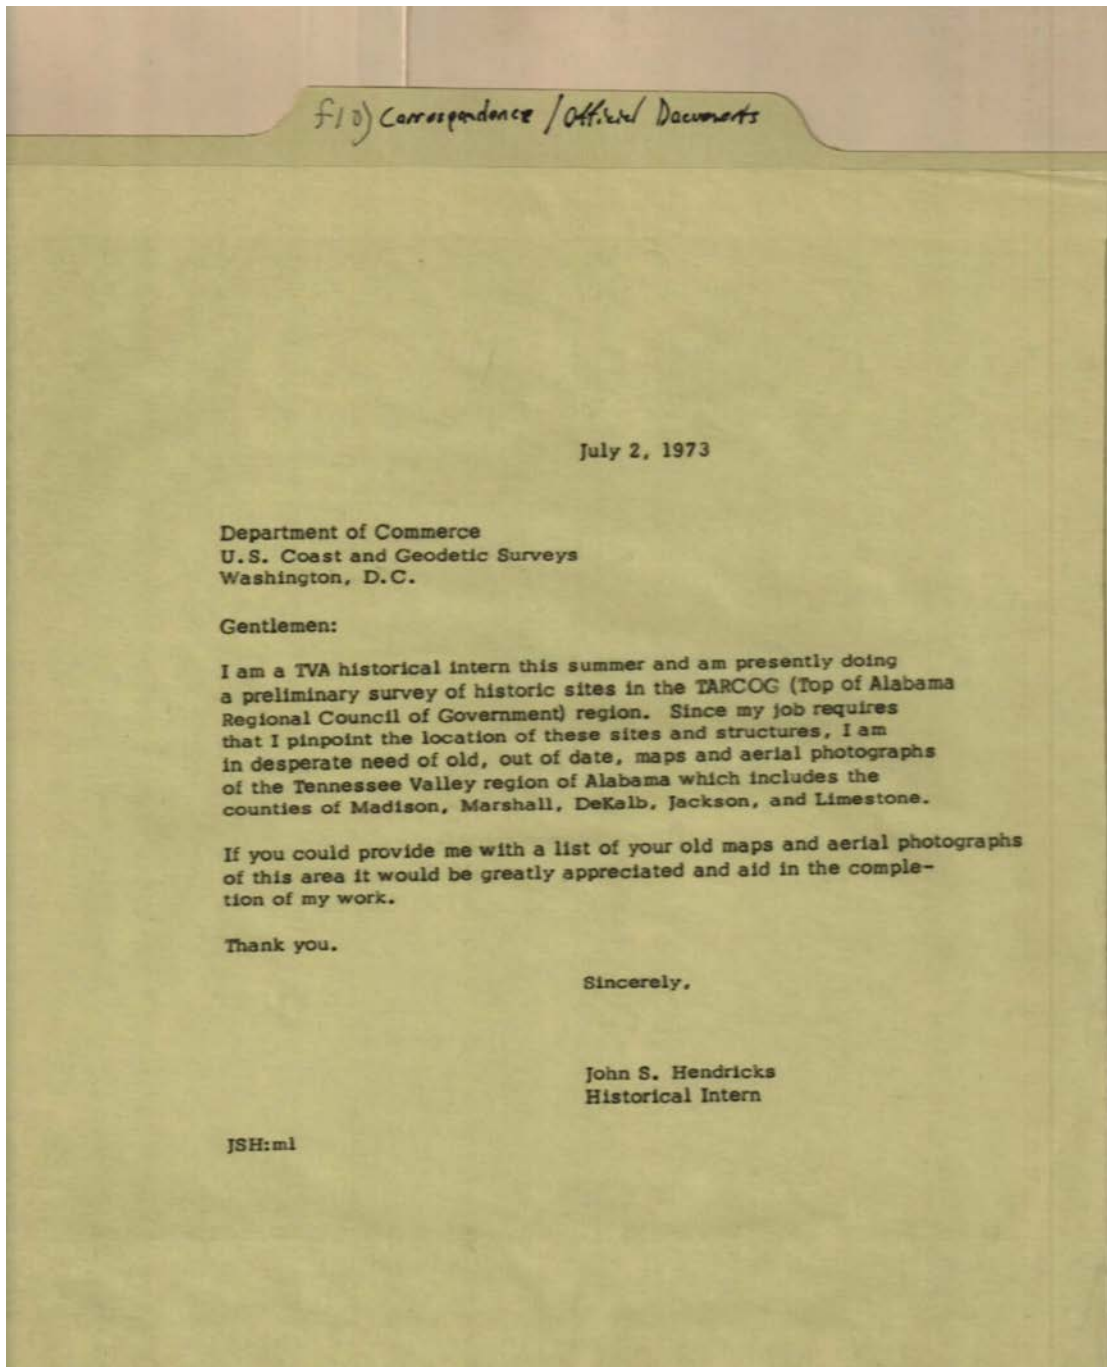 f10) Correspondence / Official Documents
July 2, 1973
Department of Commerce
U.S. Coast and Geodetic Surveys
Washington, D.C.
Gentlemen:
I am a TVA historical intern this summer and am presently doing
a preliminary survey of historic sites in the TARCOG (Top of Alabama
Regional Council of Government) region. Since my job requires
that I pinpoint the location of these sites and structures, I am
in desperate need of old, out of date, maps and aerial photographs
of the Tennessee Valley region of Alabama which includes the
counties of Madison, Marshall, DeKalb, Jackson, and Limestone.
If you could provide me with a list of your old maps and aerial photographs
of this area it would be greatly appreciated and aid in the comple-
tion of my work.
Thank you.
Sincerely,
John S. Hendricks
Historical Intern
JSH:ml